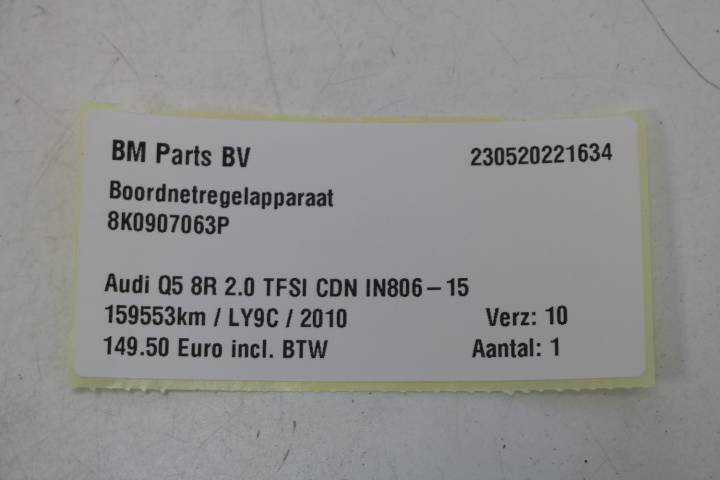 BM Parts BV 230520221634
Boordnetregelapparaat
8K0907063P
Audi Q5 8R 2.0 TFSI CDN IN806-15
159553km / LY9C / 2010 Verz: 10
149.50 Euro incl. BTW Aantal: 1